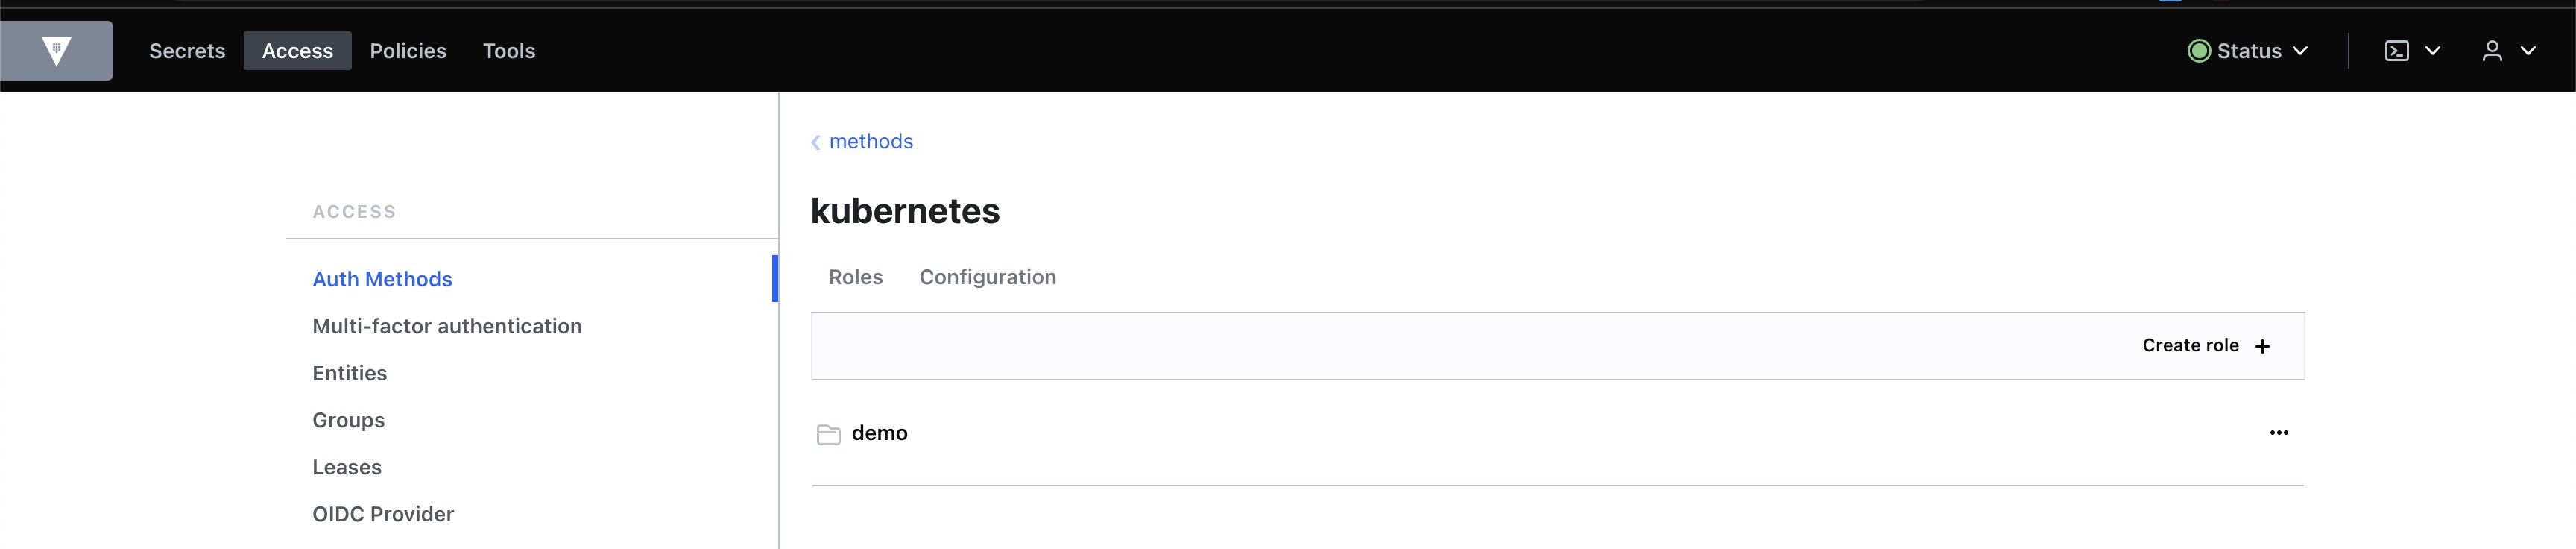 Secrets Access Policies Tools Status
methods
ACCESS
kubernetes
Auth Methods
Roles Configuration
Multi-factor authentication
Create role +
Entities
Groups
demo
Leases
OIDC Provider